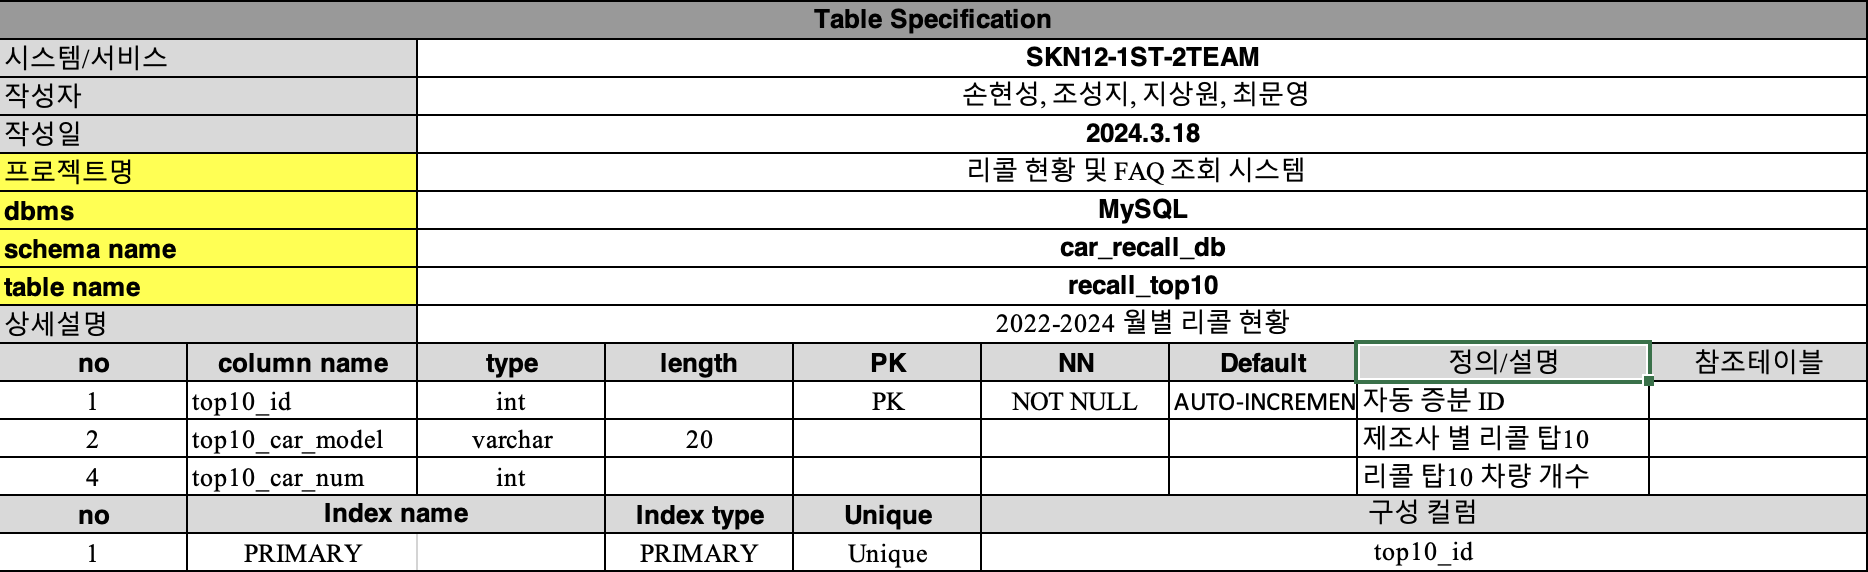 Table Specification
시스템/서비스 SKN12-1ST-2TEAM
작성자 손현성, 조성지, 지상원, 최문영
작성일 2024.3.18
프로젝트명 리콜 현황 및 FAQ 조회 시스템
dbms MySQL
schema name car_recall_db
table name recall_top10
상세설명 2022-2024 월별 리콜 현황
no column name type length PK NN Default 정의/설명 참조테이블
1 top10_id int PK NOT NULL AUTO-INCREMEN 자동 증분 ID
2 top10_car_model varchar 20 제조사 별 리콜 탑10
4 top10_car_num int 리콜 탑10 차량 개수
no Index name Index type Unique 구성 컬럼
1 PRIMARY PRIMARY Unique top10_id